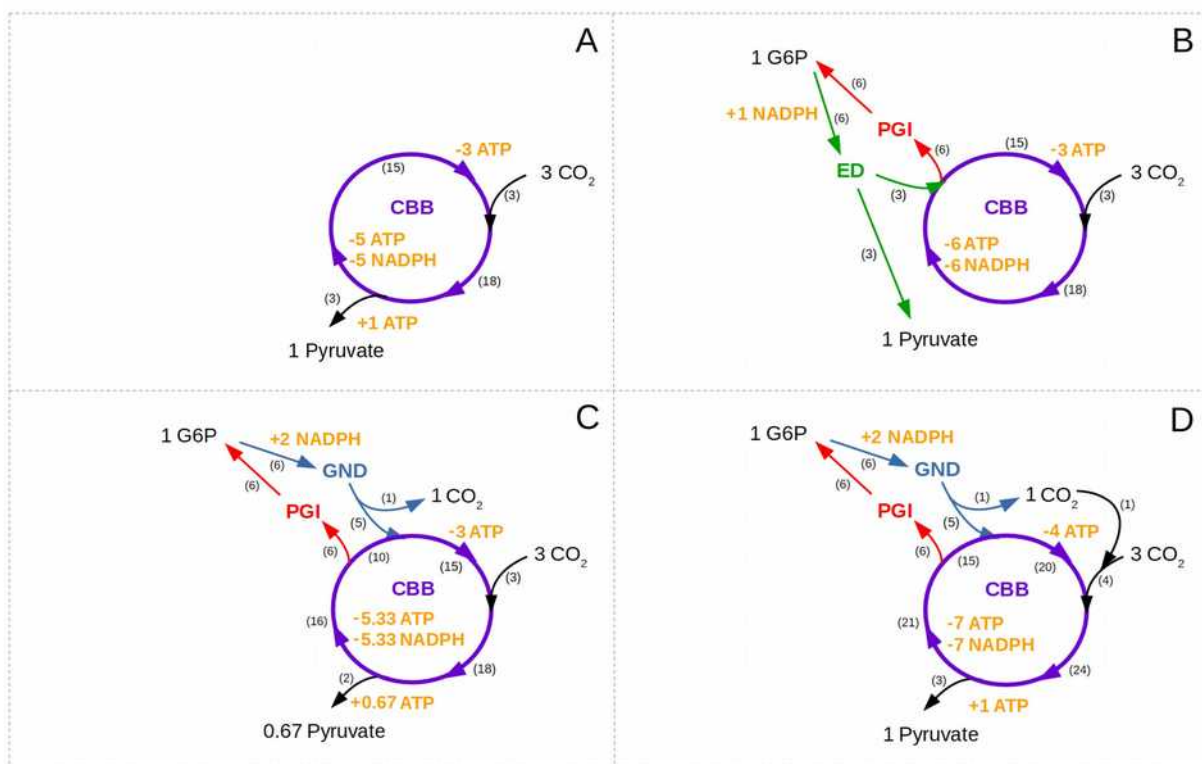 A
-3 ATP
(15)
3 CO2
(3)
CBB
-5 ATP
-5 NADPH
(18)
(3)
+1 ATP
1 Pyruvate
B
1 G6P
(6)
+1 NADPH
(6)
PGI
(15)
-3 ATP
(6)
ED
3 CO2
(3)
(3)
CBB
-6 ATP
-6 NADPH
(3)
(18)
1 Pyruvate
C
1 G6P
+2 NADPH
(6)
GND
(6)
(1)
1 CO2
PGI
(5)
-3 ATP
(6)
(10)
3 CO2
(15)
(3)
CBB
-5.33 ATP
(16)
-5.33 NADPH
(18)
(2)
+0.67 ATP
0.67 Pyruvate
D
1 G6P
+2 NADPH
(6)
GND
(6)
(1)
1 CO2
(1)
PGI
(5)
-4 ATP
(6)
(15)
3 CO2
(20)
(4)
CBB
-7 ATP
(21)
-7 NADPH
(24)
(3)
+1 ATP
1 Pyruvate